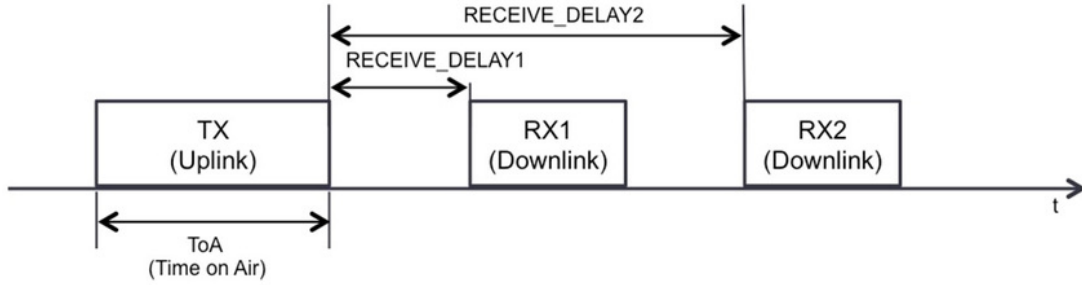 RECEIVE_DELAY2
RECEIVE_DELAY1
TX
(Uplink)
RX1
(Downlink)
RX2
(Downlink)
t
ToA
(Time on Air)